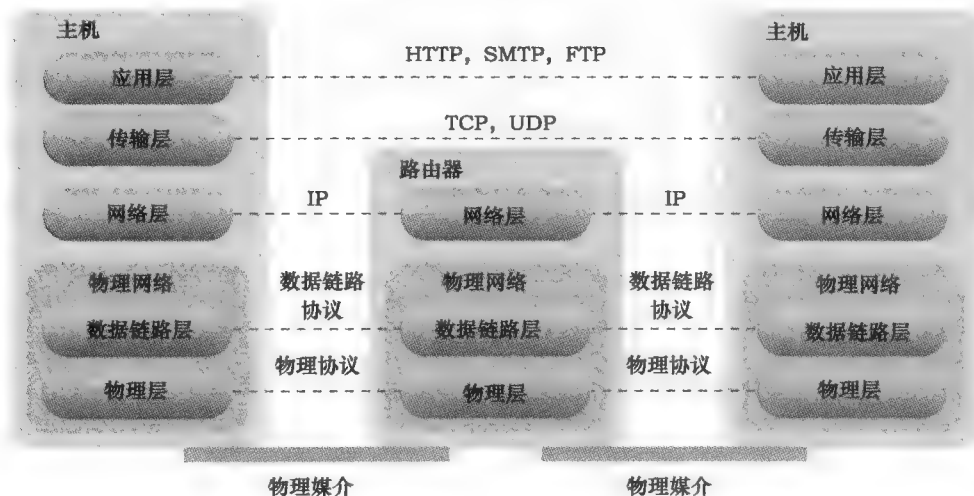 主机
主机
HTTP, SMTP, FTP
应用层
应用层
TCP, UDP
传输层
传输层
路由器
IP
IP
网络层
网络层
网络层
物理网络
数据链路
协议
物理网络
数据链路
协议
物理网络
数据链路层
数据链路层
数据链路层
物理协议
物理协议
物理层
物理层
物理层
物理媒介
物理媒介